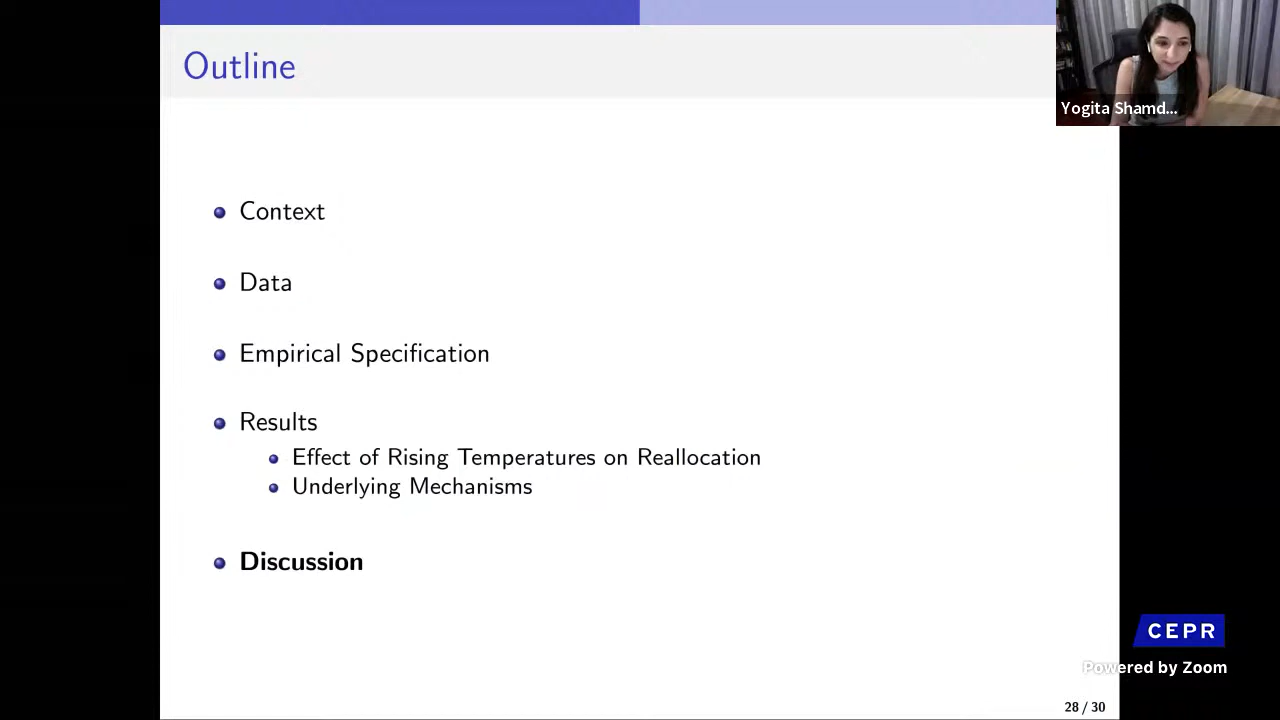 Outline
Yogita Shamd...
Context
Data
Empirical Specification
Results
Effect of Rising Temperatures on Reallocation
Underlying Mechanisms
Discussion
CEPR
Powered by Zoom
28 / 30